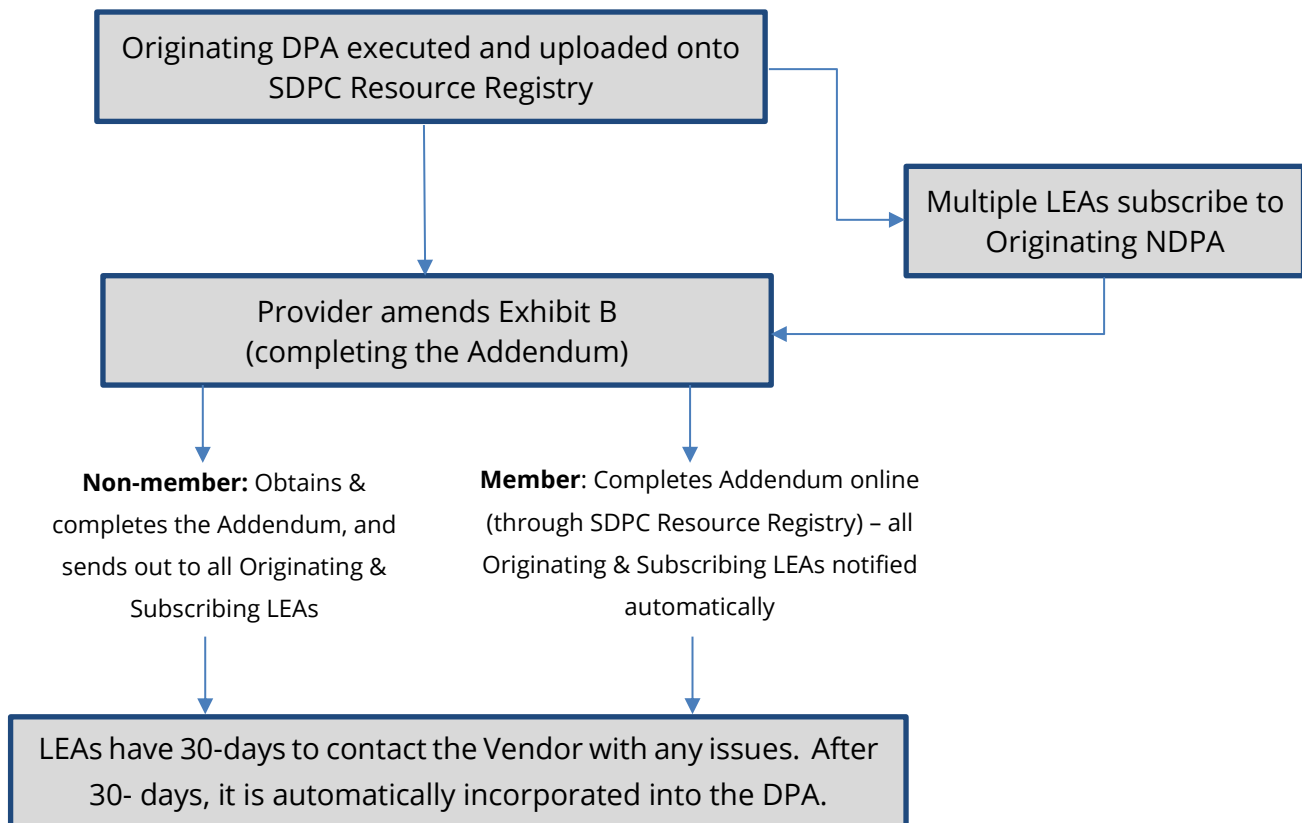 Originating DPA executed and uploaded onto
SDPC Resource Registry
Multiple LEAs subscribe to
Originating NDPA
Provider amends Exhibit B
(completing the Addendum)
Non-member: Obtains &
completes the Addendum, and
sends out to all Originating &
Subscribing LEAs
Member: Completes Addendum online
(through SDPC Resource Registry) – all
Originating & Subscribing LEAs notified
automatically
LEAs have 30-days to contact the Vendor with any issues.  After
30- days, it is automatically incorporated into the DPA.